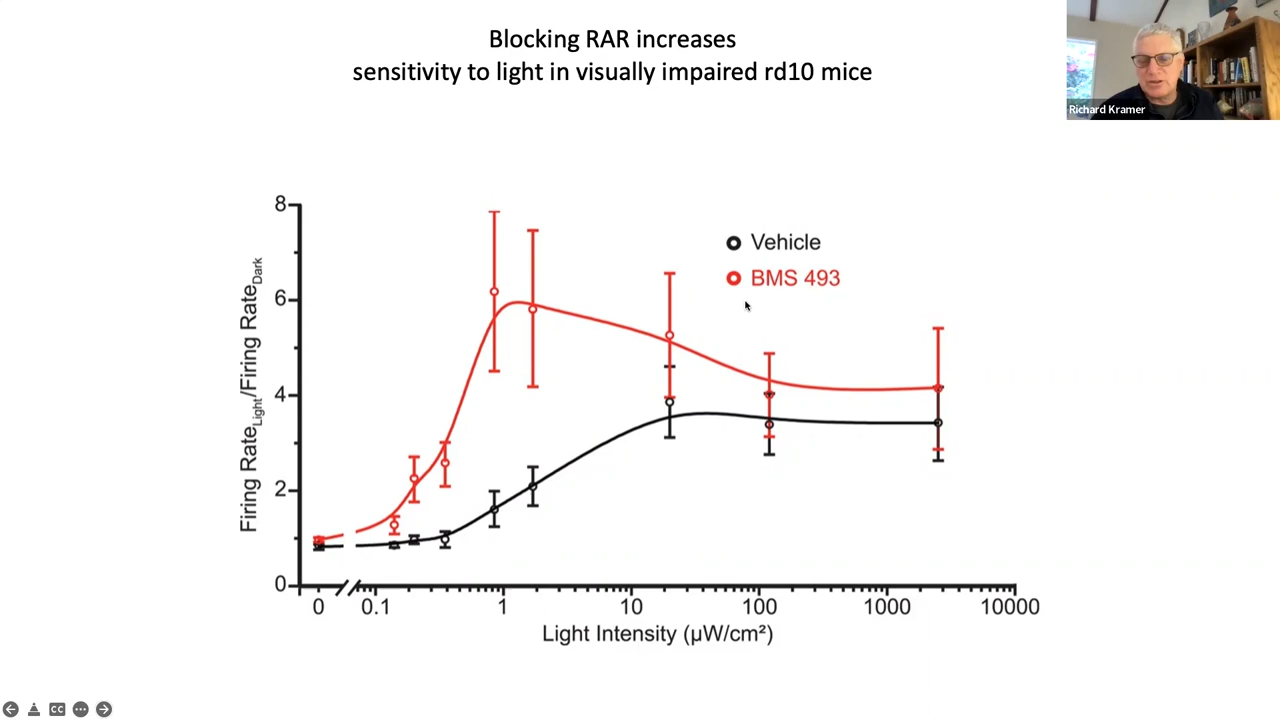 Blocking RAR increases
sensitivity to light in visually impaired rd10 mice
Richard Kramer
Vehicle
BMS 493
Firing Rate Light/Firing Rate Dark
8
6
4
2
0
0 0.1 1 10 100 1000 10000
Light Intensity (µW/cm²)
CC